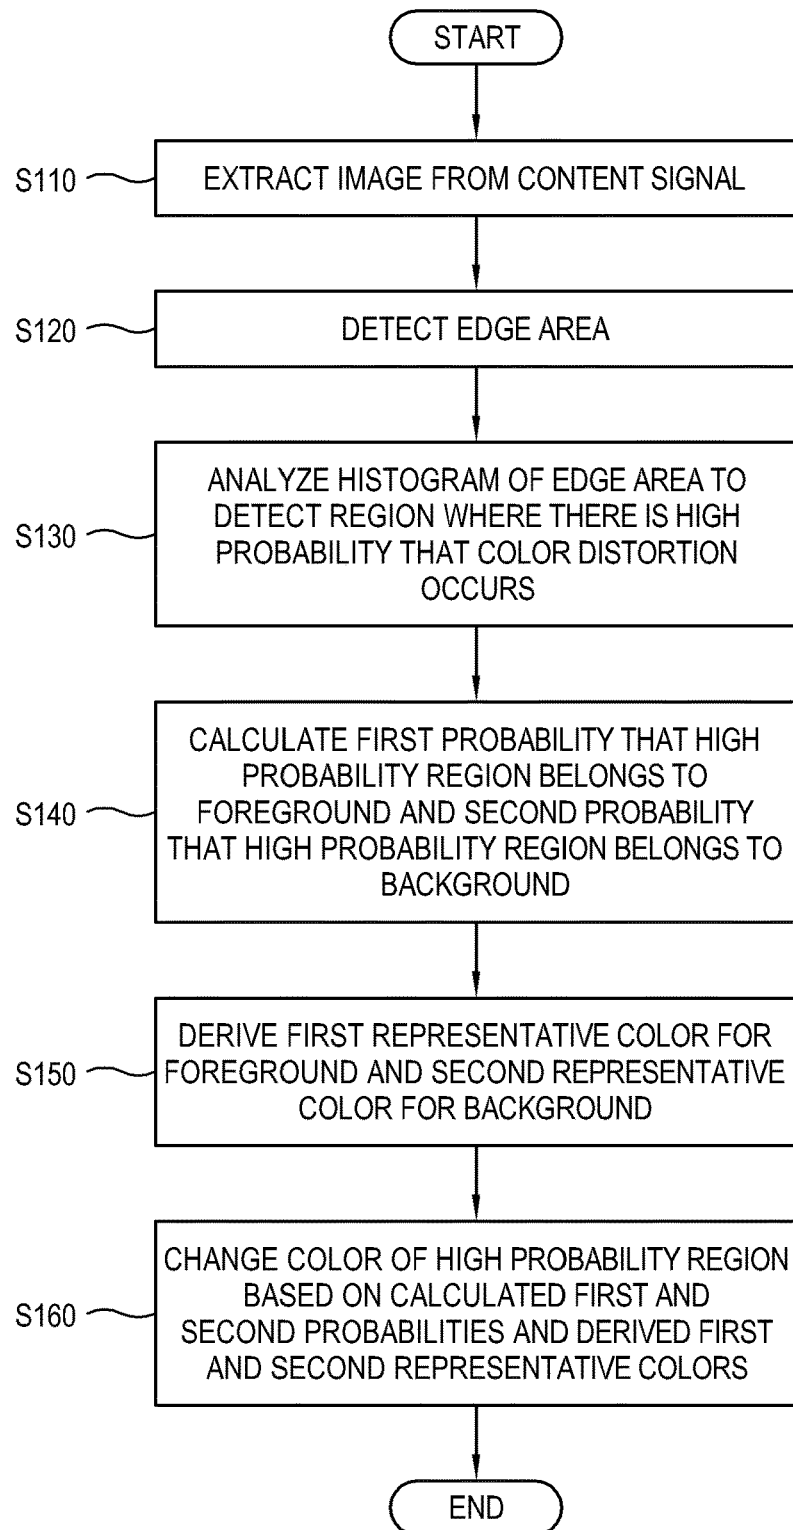 START
S110
EXTRACT IMAGE FROM CONTENT SIGNAL
S120
DETECT EDGE AREA
S130
ANALYZE HISTOGRAM OF EDGE AREA TO
DETECT REGION WHERE THERE IS HIGH
PROBABILITY THAT COLOR DISTORTION
OCCURS
S140
CALCULATE FIRST PROBABILITY THAT HIGH
PROBABILITY REGION BELONGS TO
FOREGROUND AND SECOND PROBABILITY
THAT HIGH PROBABILITY REGION BELONGS TO
BACKGROUND
S150
DERIVE FIRST REPRESENTATIVE COLOR FOR
FOREGROUND AND SECOND REPRESENTATIVE
COLOR FOR BACKGROUND
S160
CHANGE COLOR OF HIGH PROBABILITY REGION
BASED ON CALCULATED FIRST AND
SECOND PROBABILITIES AND DERIVED FIRST
AND SECOND REPRESENTATIVE COLORS
END